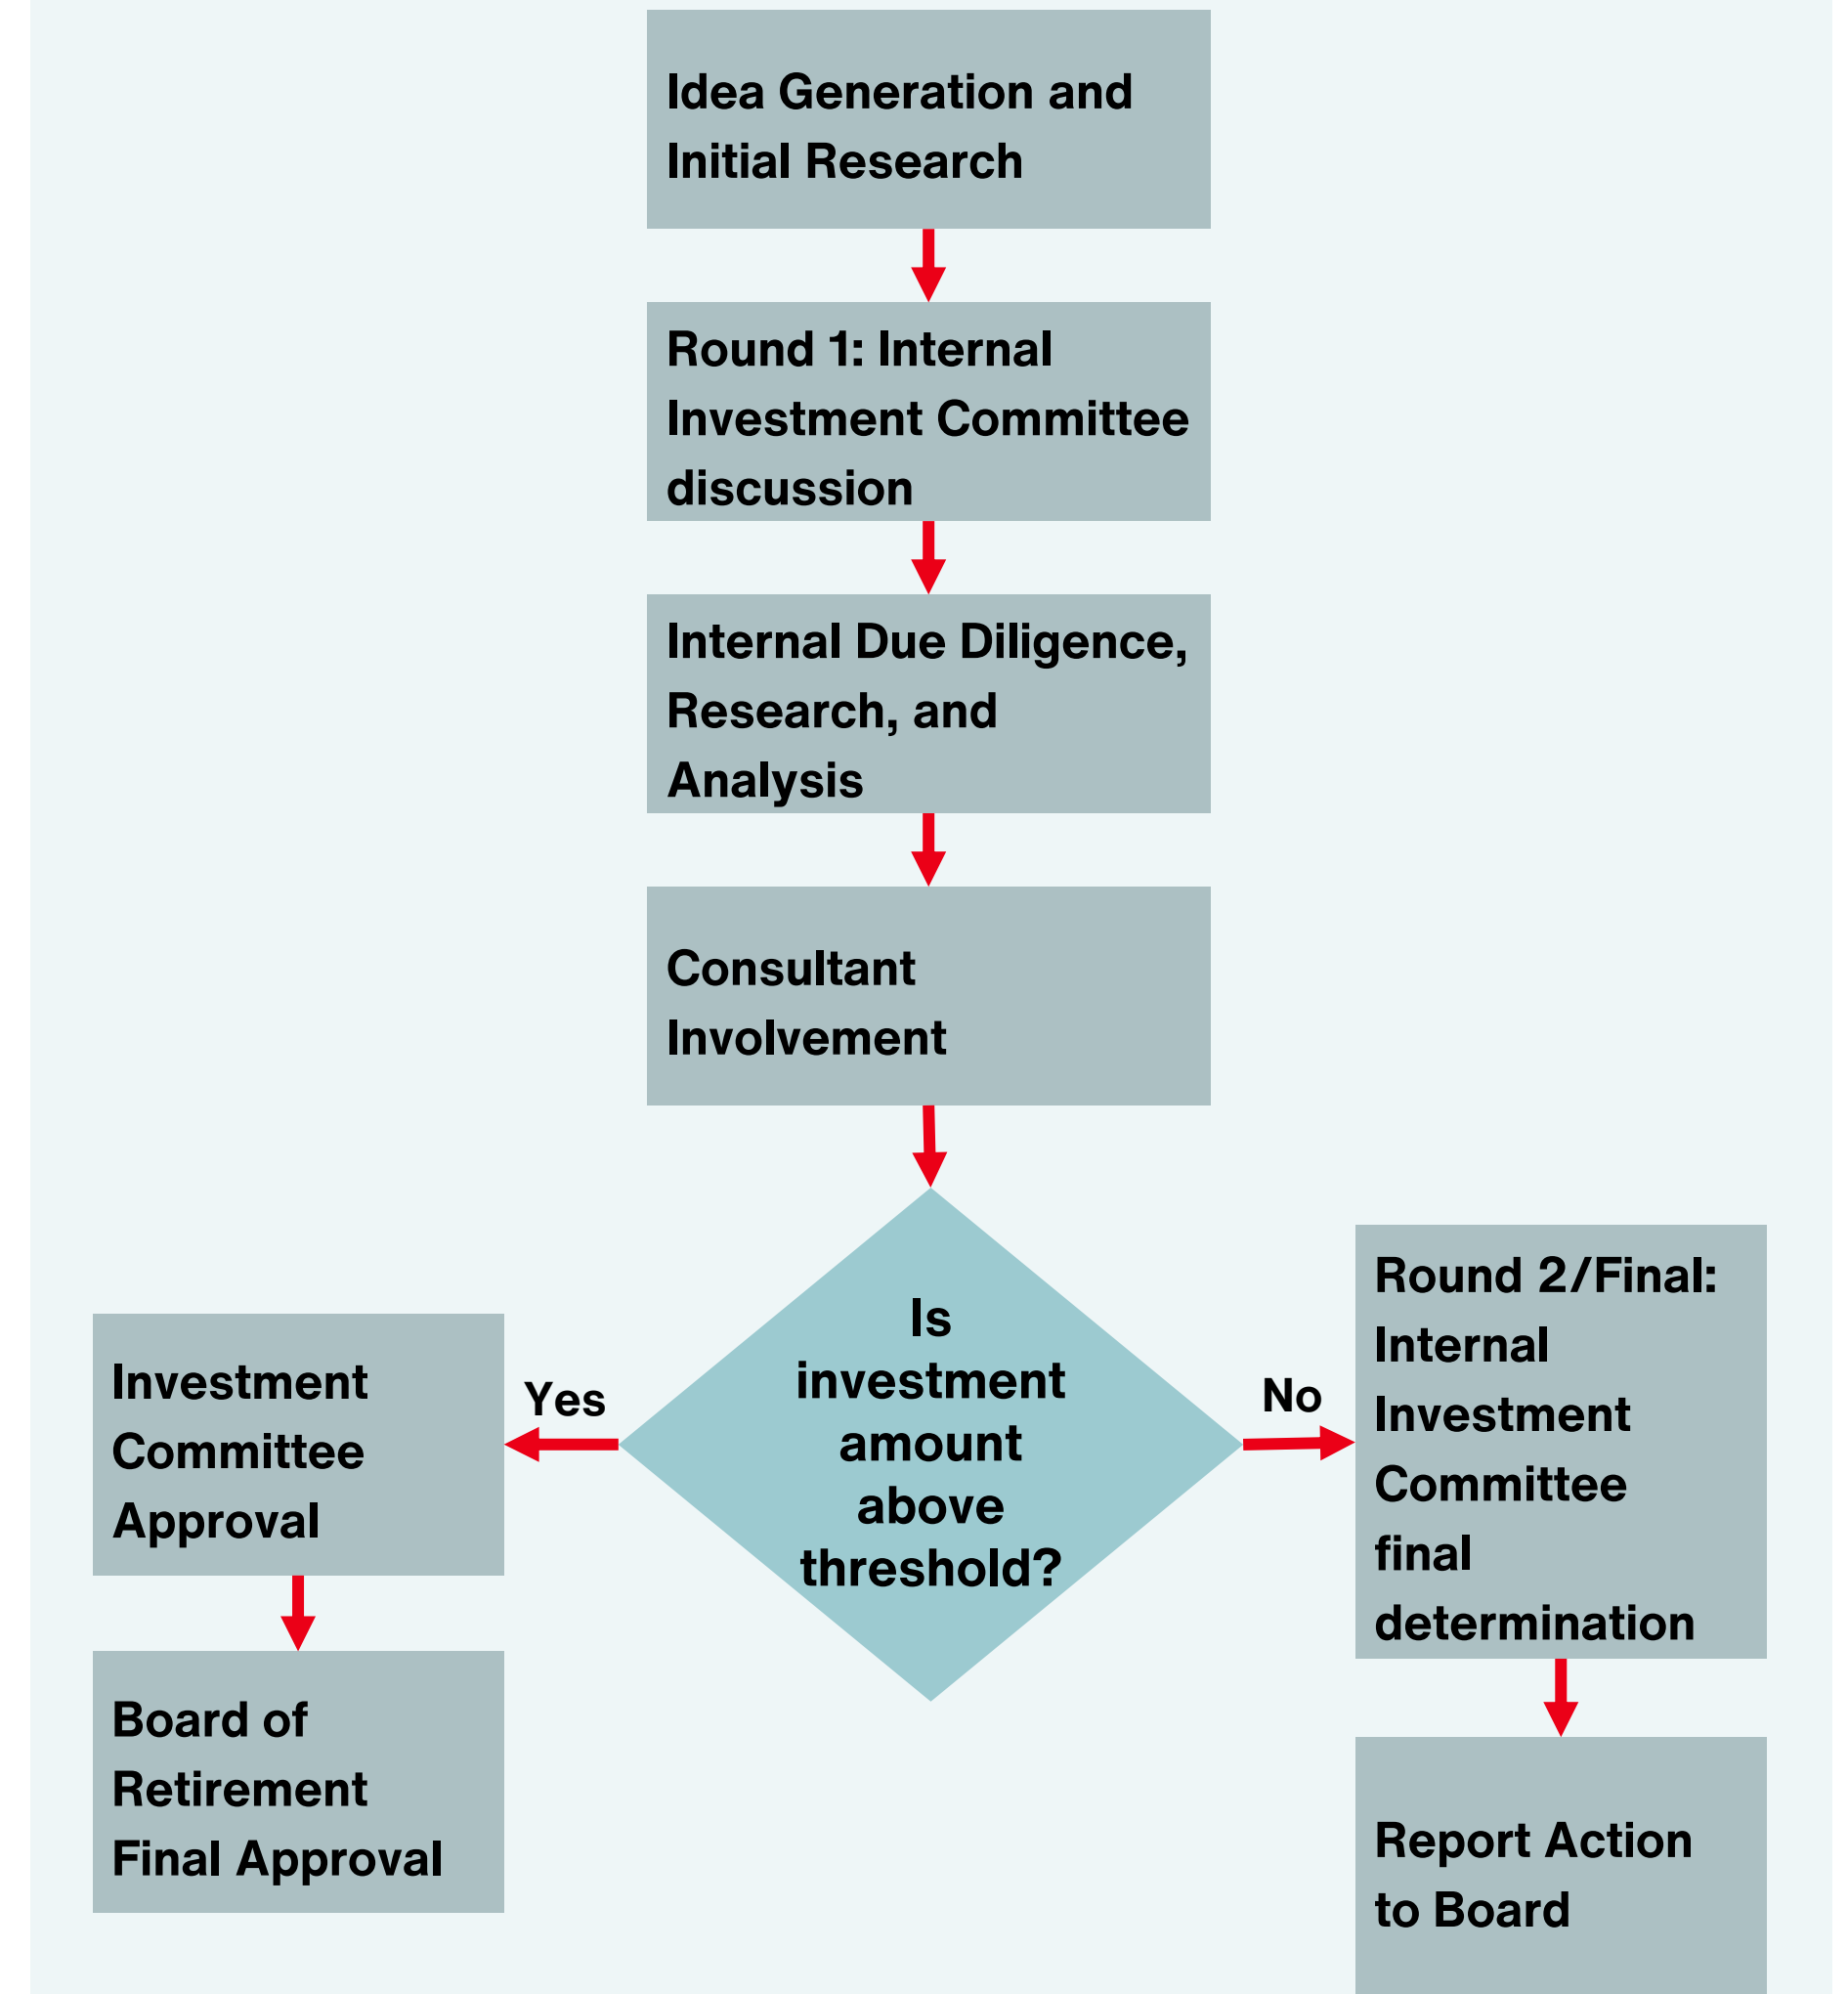 Idea Generation and
Initial Research
Round 1: Internal
Investment Committee
discussion
Internal Due Diligence,
Research, and
Analysis
Consultant
Involvement
Is
investment
amount
above
threshold?
Yes
Investment
Committee
Approval
Board of
Retirement
Final Approval
No
Round 2/Final:
Internal
Investment
Committee
final
determination
Report Action
to Board